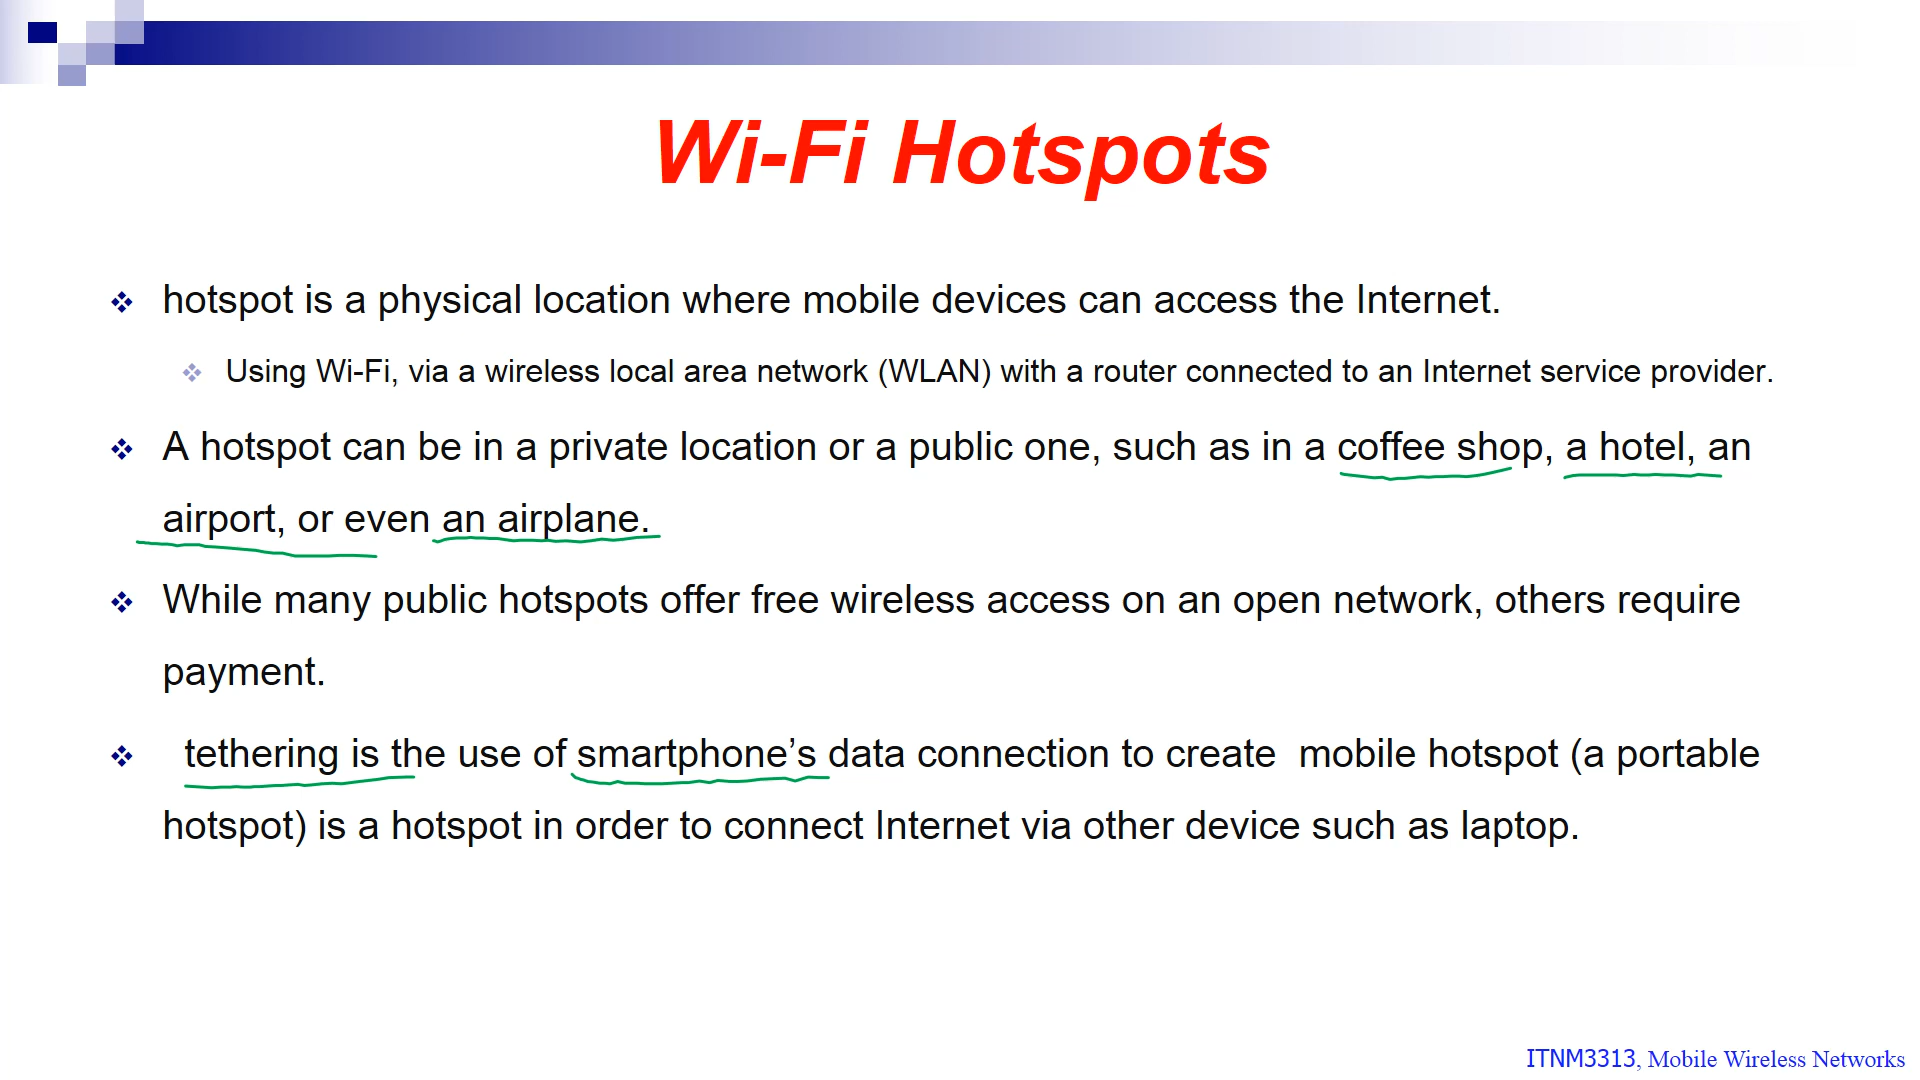 Wi-Fi Hotspots
hotspot is a physical location where mobile devices can access the Internet.
Using Wi-Fi, via a wireless local area network (WLAN) with a router connected to an Internet service provider.
A hotspot can be in a private location or a public one, such as in a coffee shop, a hotel, an
airport, or even an airplane.
While many public hotspots offer free wireless access on an open network, others require
payment.
tethering is the use of smartphone’s data connection to create  mobile hotspot (a portable
hotspot) is a hotspot in order to connect Internet via other device such as laptop.
ITNM3313, Mobile Wireless Networks